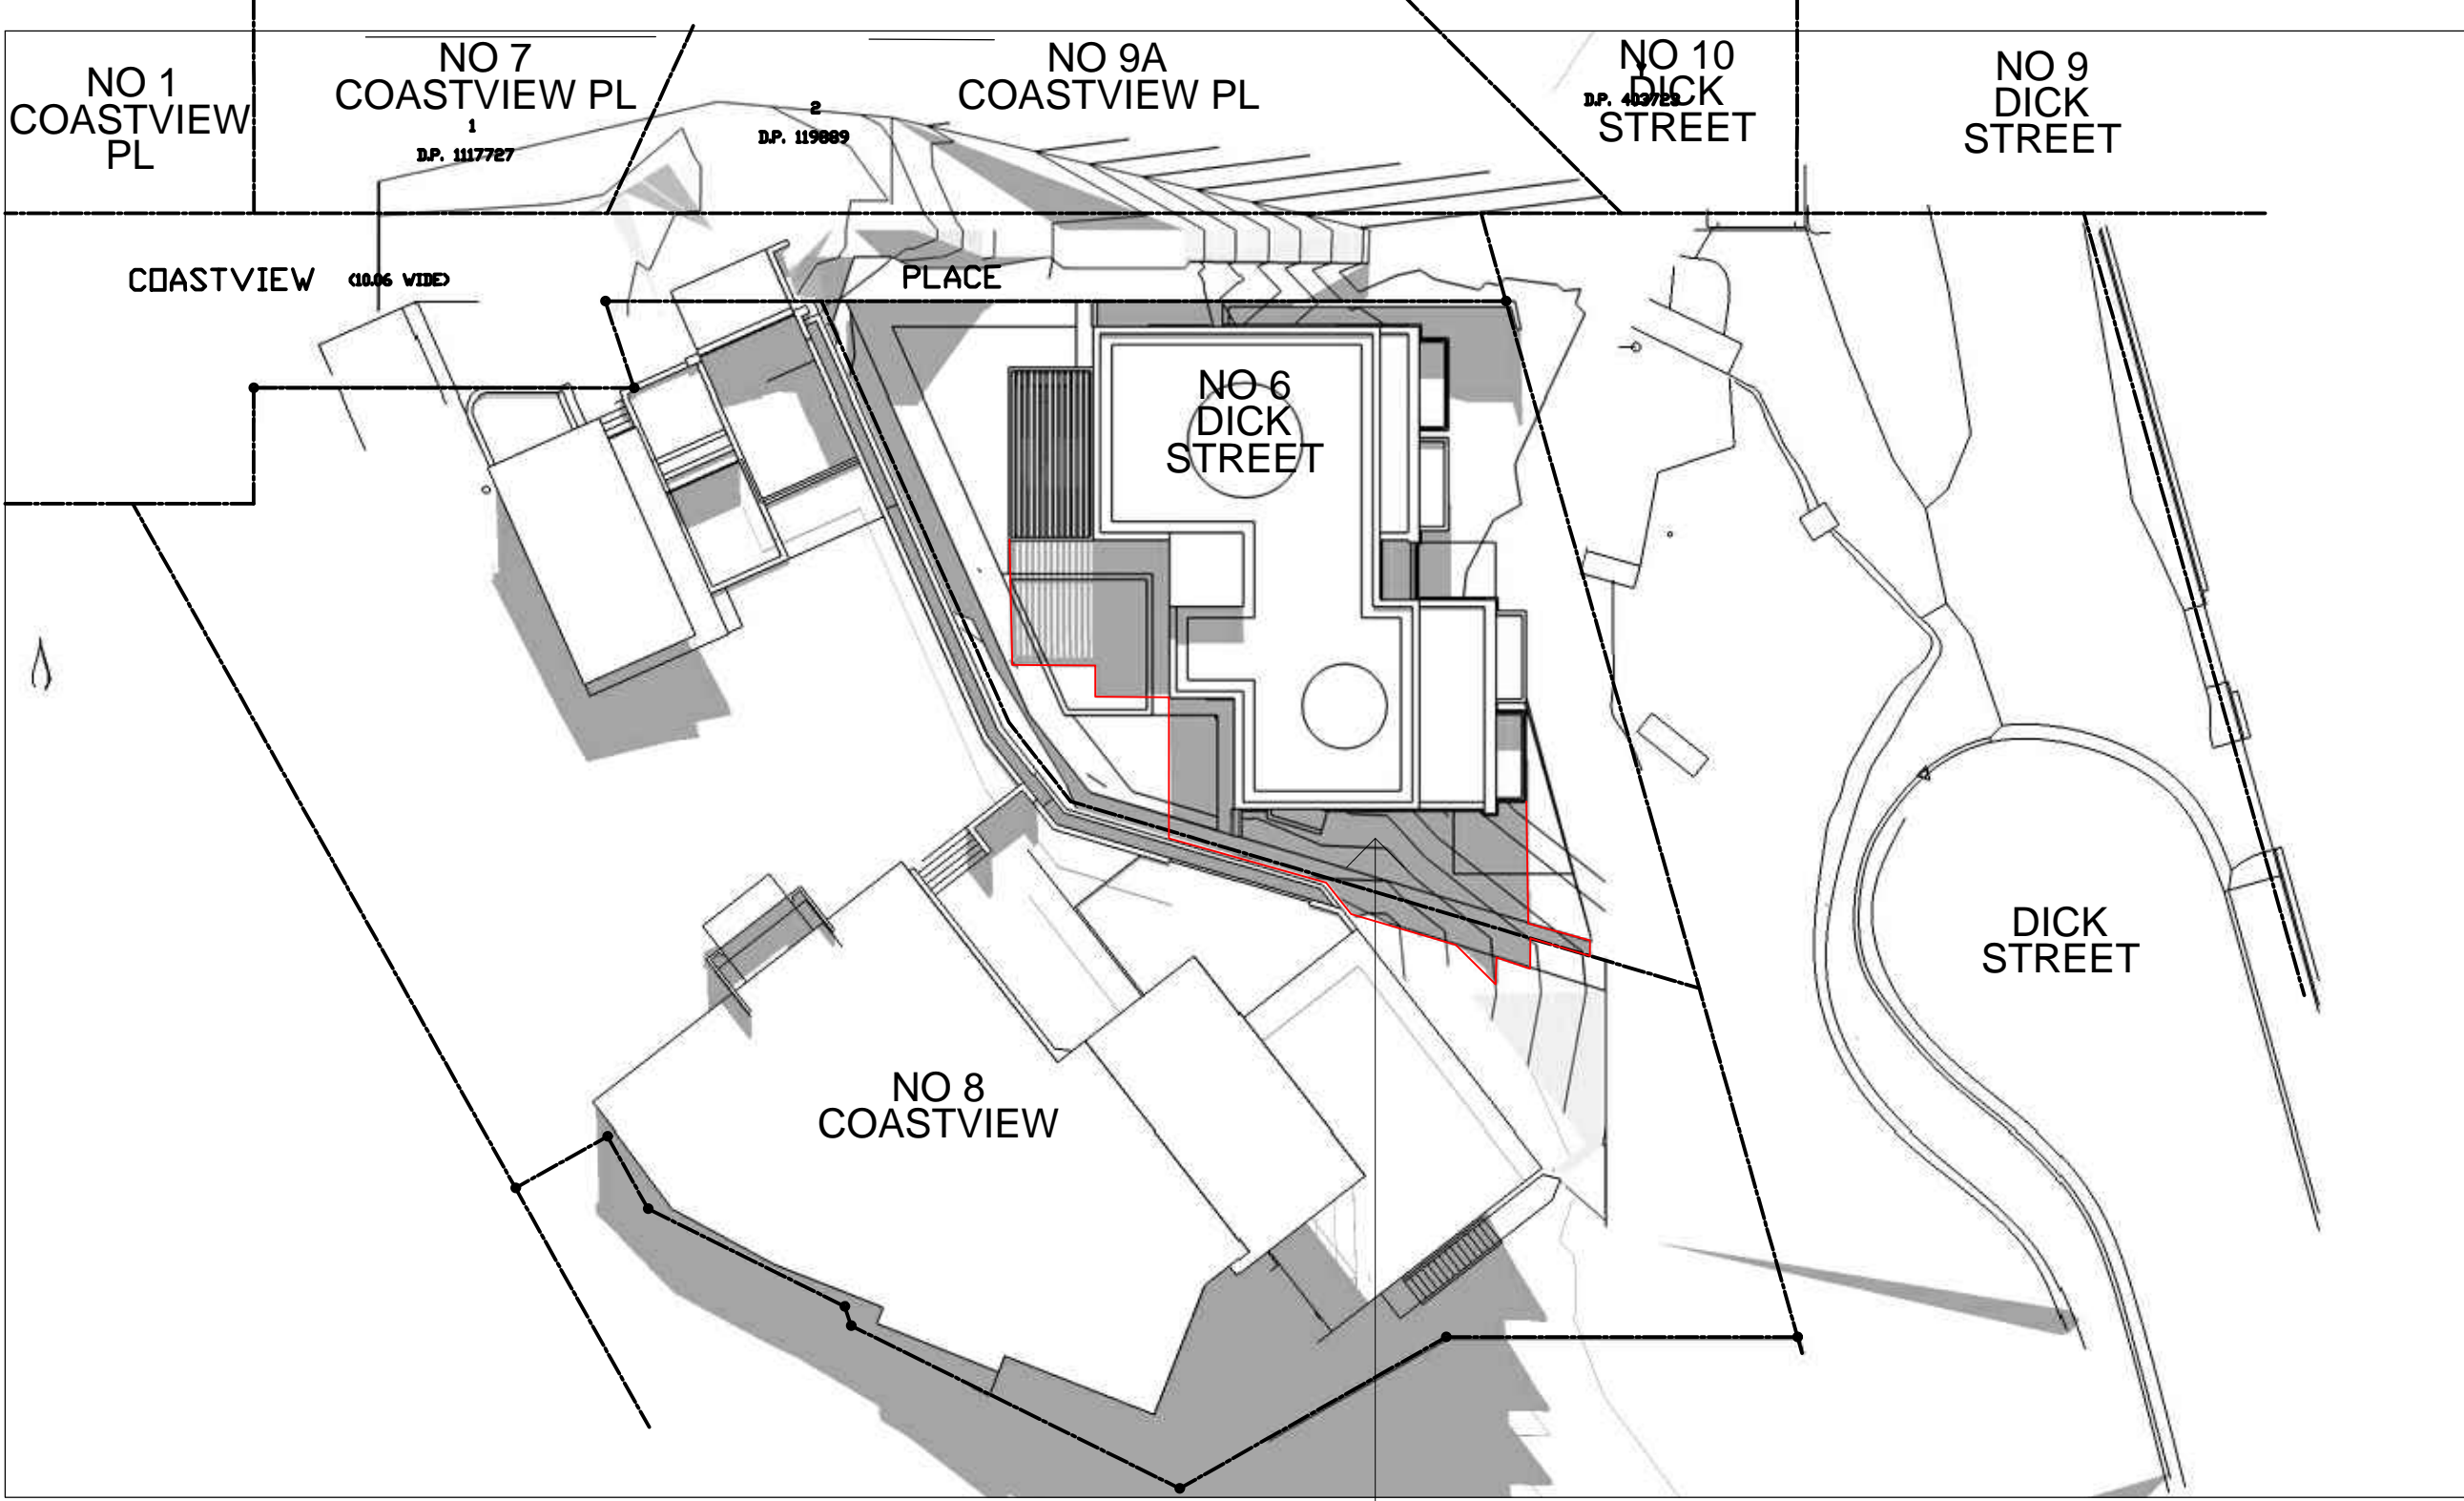 NO 1
COASTVIEW
PL
NO 7
COASTVIEW PL
1
D.P. 1117727
2
D.P. 119889
NO 9A
COASTVIEW PL
NO 10
DICK
STREET
D.P. 403728
NO 9
DICK
STREET
COASTVIEW (10.06 WIDE) PLACE
NO 6
DICK
STREET
DICK
STREET
NO 8
COASTVIEW